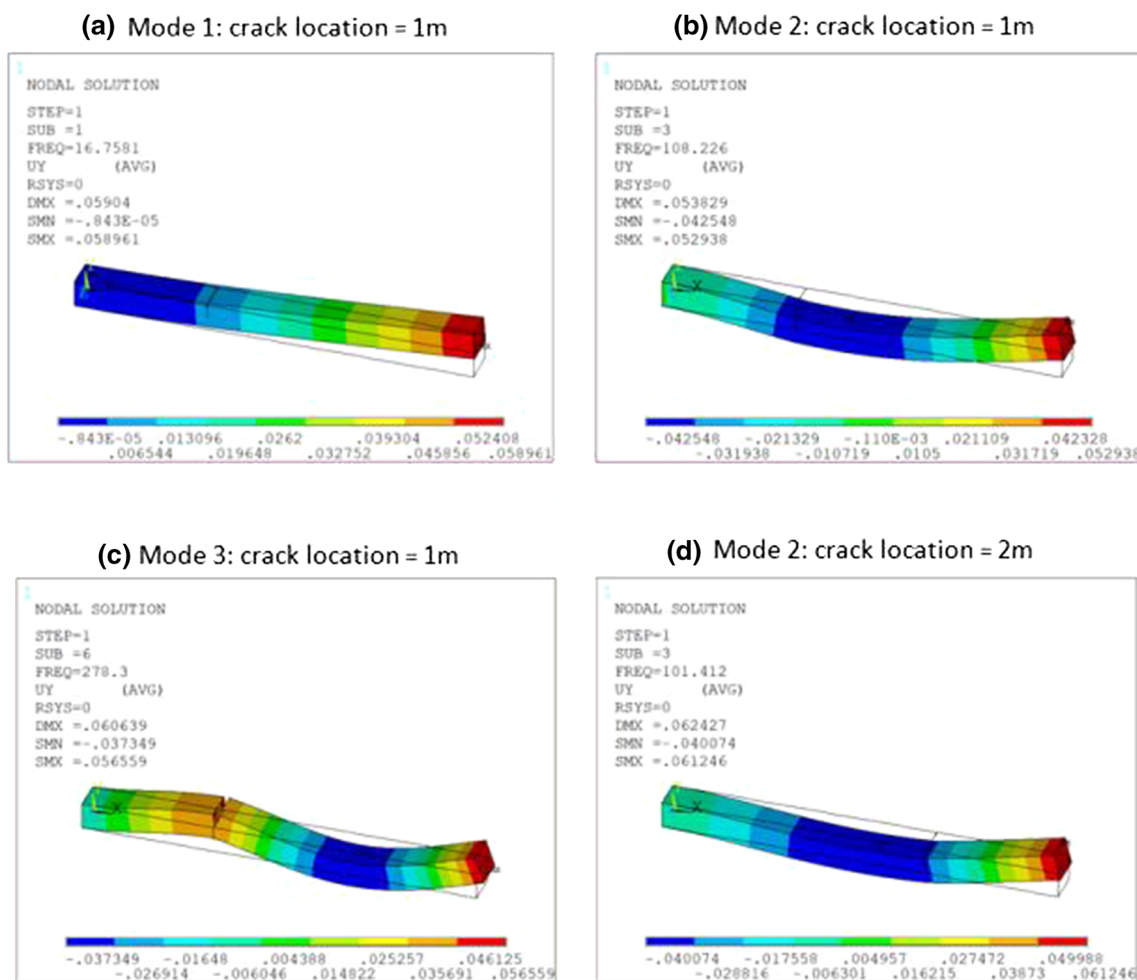 (a) Mode 1: crack location = 1m
1
NODAL SOLUTION
STEP=1
SUB =1
FREQ=16.7581
UY (AVG)
RSYS=0
DMX =.05904
SMN =-.843E-05
SMX =.058961
-.843E-05 .013096 .0262 .039304 .052408
.006544 .019648 .032752 .045856 .058961
(b) Mode 2: crack location = 1m
1
NODAL SOLUTION
STEP=1
SUB =3
FREQ=108.226
UY (AVG)
RSYS=0
DMX =.053829
SMN =-.042548
SMX =.052938
X
-.042548 -.021329 -.110E-03 .021109 .042328
-.031938 -.010719 .0105 .031719 .052938
(c) Mode 3: crack location = 1m
1
NODAL SOLUTION
STEP=1
SUB =6
FREQ=278.3
UY (AVG)
RSYS=0
DMX =.060639
SMN =-.037349
SMX =.056559
X
-.037349 -.01648 .004388 .025257 .046125
-.026914 -.006046 .014822 .035691 .056559
(d) Mode 2: crack location = 2m
1
NODAL SOLUTION
STEP=1
SUB =3
FREQ=101.412
UY (AVG)
RSYS=0
DMX =.062427
SMN =-.040074
SMX =.061246
X
-.040074 -.017558 .004957 .027472 .049988
-.028816 -.006301 .016215 .03873 .061246